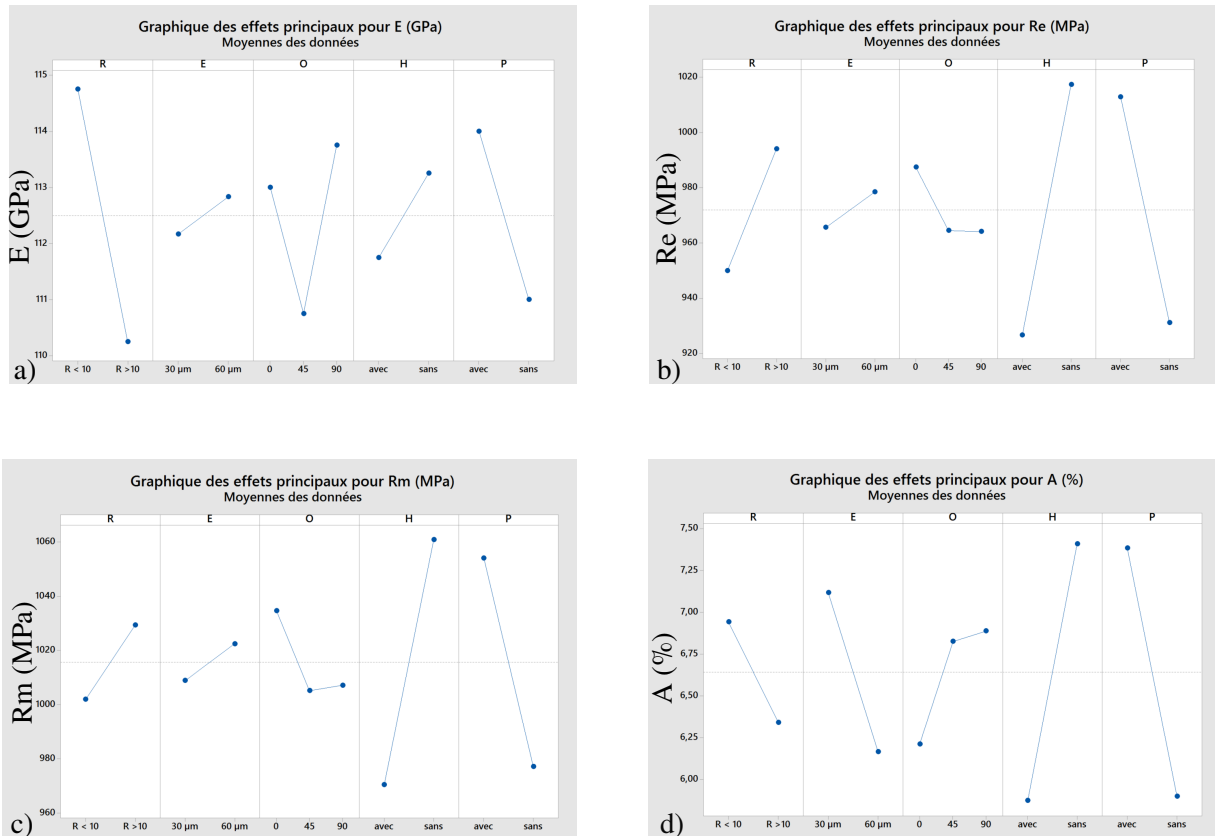 Graphique des effets principaux pour E (GPa)
Moyennes des données
R E O H P
115
114
113
112
111
110
E (GPa)
R < 10 R >10 30 µm 60 µm 0 45 90 avec sans avec sans
a)
Graphique des effets principaux pour Re (MPa)
Moyennes des données
R E O H P
1020
1000
980
960
940
920
Re (MPa)
R < 10 R >10 30 µm 60 µm 0 45 90 avec sans avec sans
b)
Graphique des effets principaux pour Rm (MPa)
Moyennes des données
R E O H P
1060
1040
1020
1000
980
960
Rm (MPa)
R < 10 R >10 30 µm 60 µm 0 45 90 avec sans avec sans
c)
Graphique des effets principaux pour A (%)
Moyennes des données
R E O H P
7,50
7,25
7,00
6,75
6,50
6,25
6,00
A (%)
R < 10 R >10 30 µm 60 µm 0 45 90 avec sans avec sans
d)